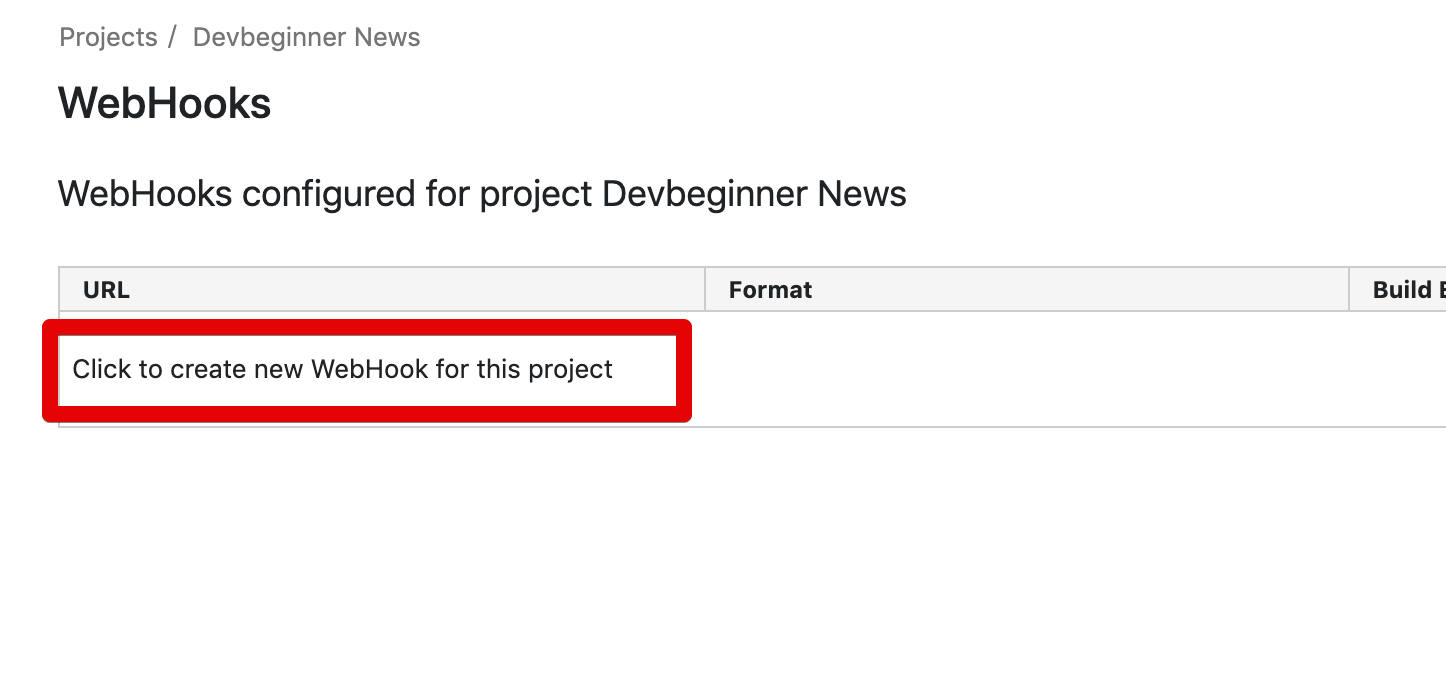 Projects / Devbeginner News
WebHooks
WebHooks configured for project Devbeginner News
URL Format Build E
Click to create new WebHook for this project